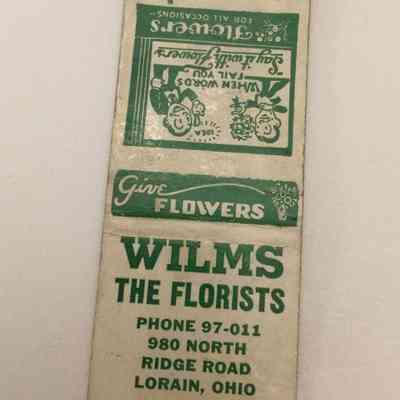 Flowers
FOR ALL OCCASIONS
Say it with Flowers
WHEN WORDS
FAIL YOU
IDEA
Give
FLOWERS
WILMS
THE FLORISTS
PHONE 97-011
980 NORTH
RIDGE ROAD
LORAIN, OHIO